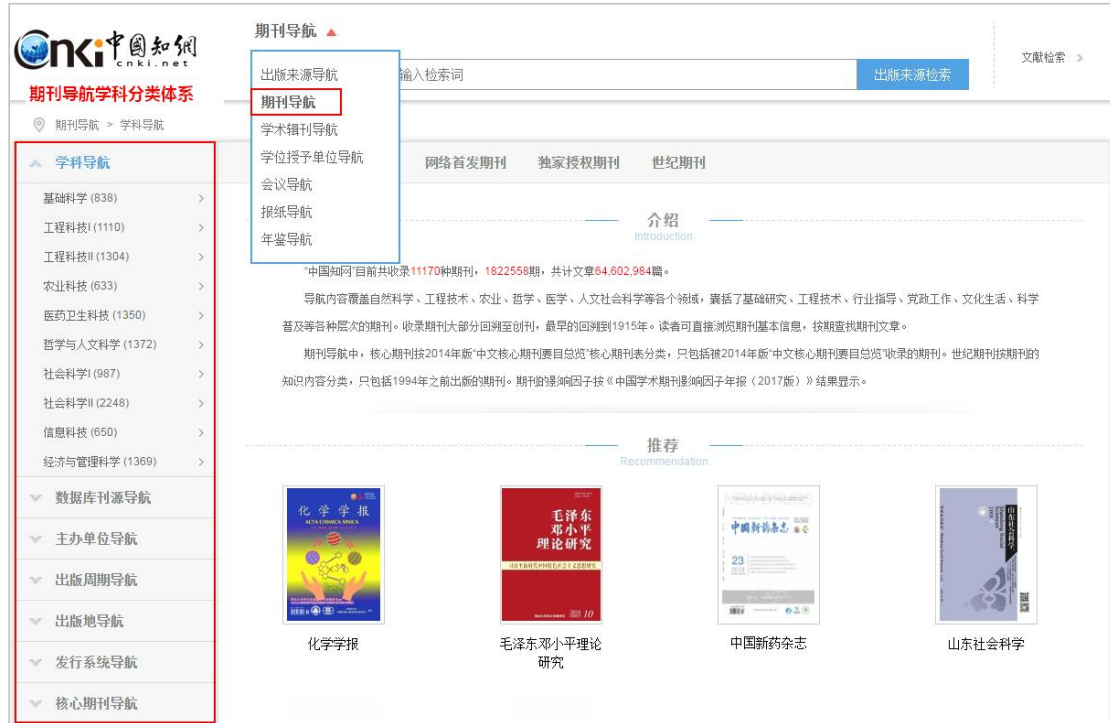 期刊导航 ▲
cnki 中国知网
cnki.net
文献检索 >
出版来源导航
输入检索词
出版来源检索
期刊导航学科分类体系
期刊导航
期刊导航 > 学科导航
学术辑刊导航
学位授予单位导航
会议导航
报纸导航
年鉴导航
学科导航
网络首发期刊 独家授权期刊 世纪期刊
基础科学 (838) >
工程科技I (1110) >
工程科技II (1304) >
农业科技 (633) >
医药卫生科技 (1350) >
哲学与人文科学 (1372) >
社会科学I (987) >
社会科学II (2248) >
信息科技 (650) >
经济与管理科学 (1369) >
数据库刊源导航
主办单位导航
出版周期导航
出版地导航
发行系统导航
核心期刊导航
介绍
Introduction
“中国知网”目前共收录11170种期刊，1822558期，共计文章64,602,984篇。
导航内容覆盖自然科学、工程技术、农业、哲学、医学、人文社会科学等各个领域，囊括了基础研究、工程技术、行业指导、党政工作、文化生活、科学
普及等各种层次的期刊。收录期刊大部分回溯至创刊，最早的回溯到1915年。读者可直接浏览期刊基本信息，按期查找期刊文章。
期刊导航中，核心期刊按2014年版“中文核心期刊要目总览”核心期刊表分类，只包括被2014年版“中文核心期刊要目总览”收录的期刊。世纪期刊按期刊的
知识内容分类，只包括1994年之前出版的期刊。期刊的影响因子按《中国学术期刊影响因子年报（2017版）》结果显示。
推荐
Recommendation
化学学报
ACTA CHIMICA SINICA
毛泽东
邓小平
理论研究
10
中国新药杂志
23
山东社会科学
Shandong Social
Sciences
化学学报
毛泽东邓小平理论
研究
中国新药杂志
山东社会科学